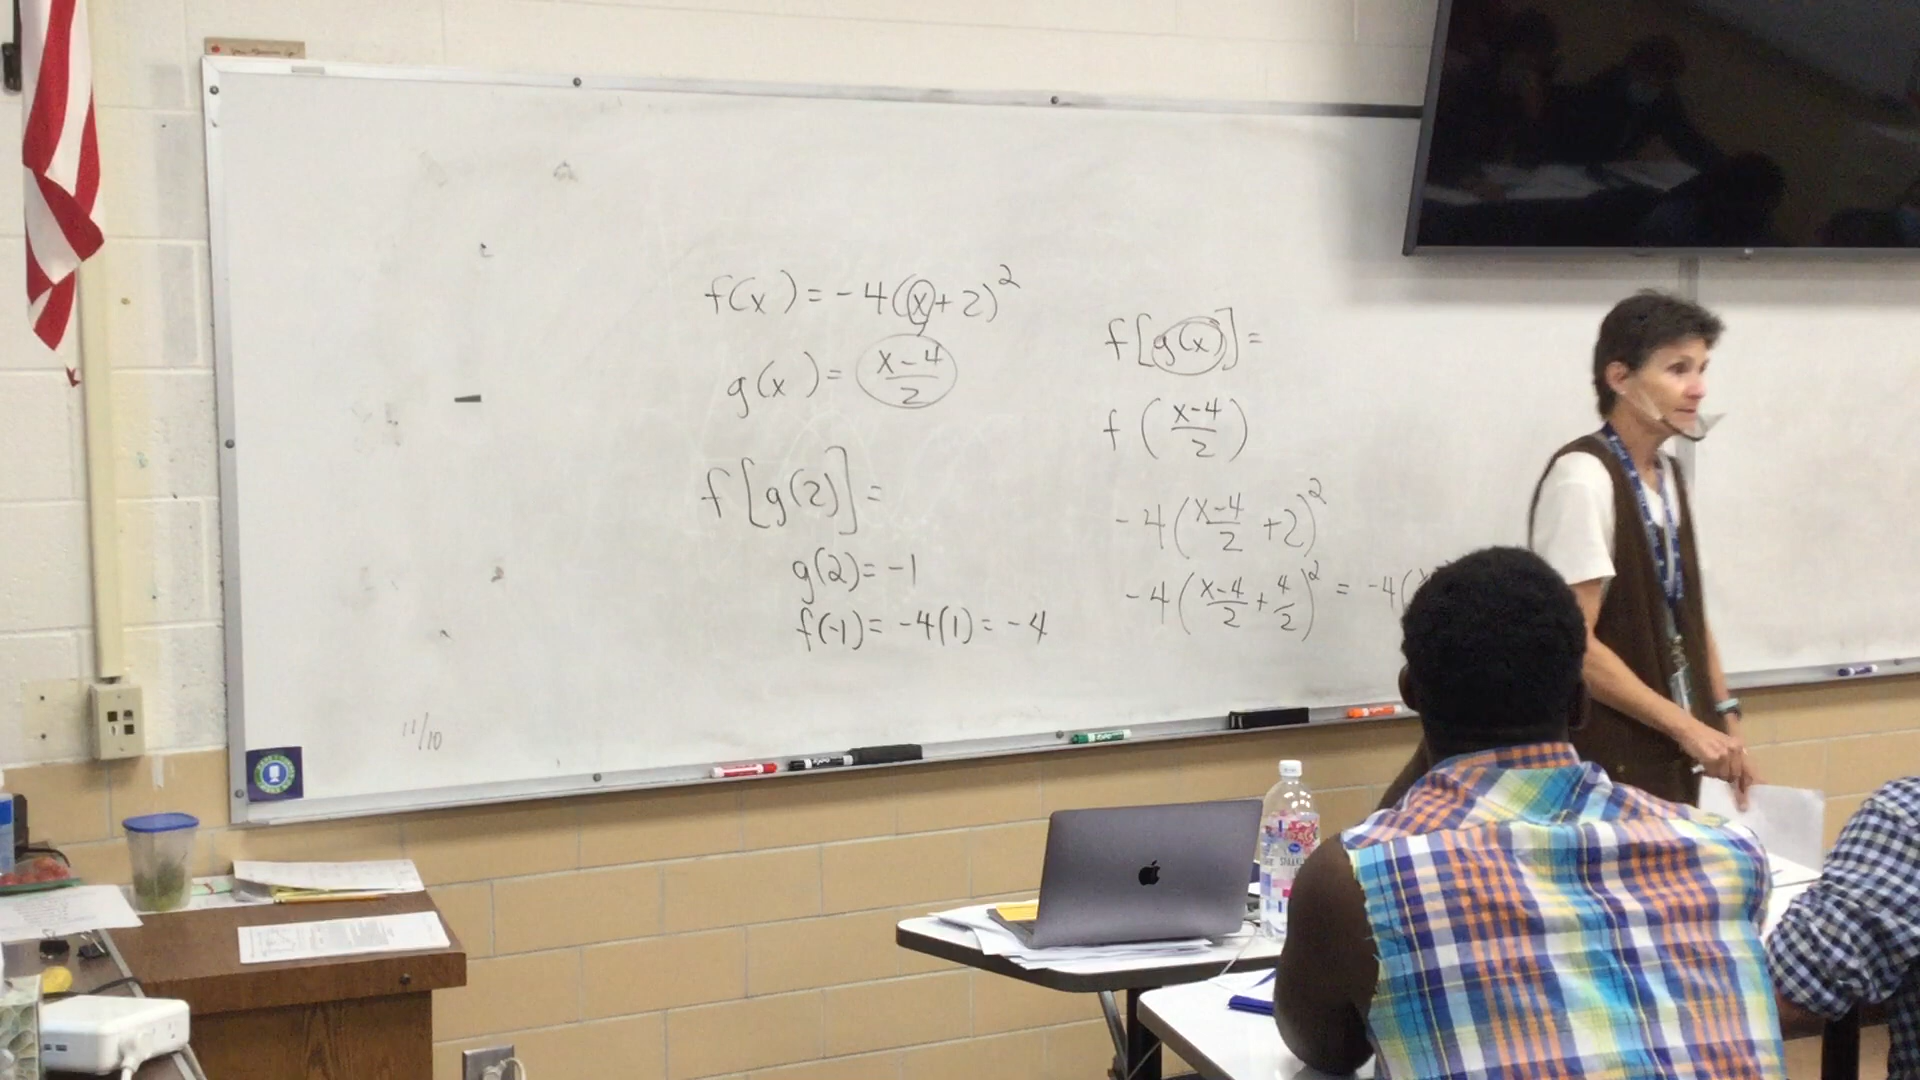 f(x) = -4(x+2)²
g(x) = (x-4)/2
f[g(2)] =
g(2) = -1
f(-1) = -4(1) = -4
f[g(x)] =
f((x-4)/2)
-4((x-4)/2 + 2)²
-4((x-4)/2 + 4/2)² = -4(x
11/10